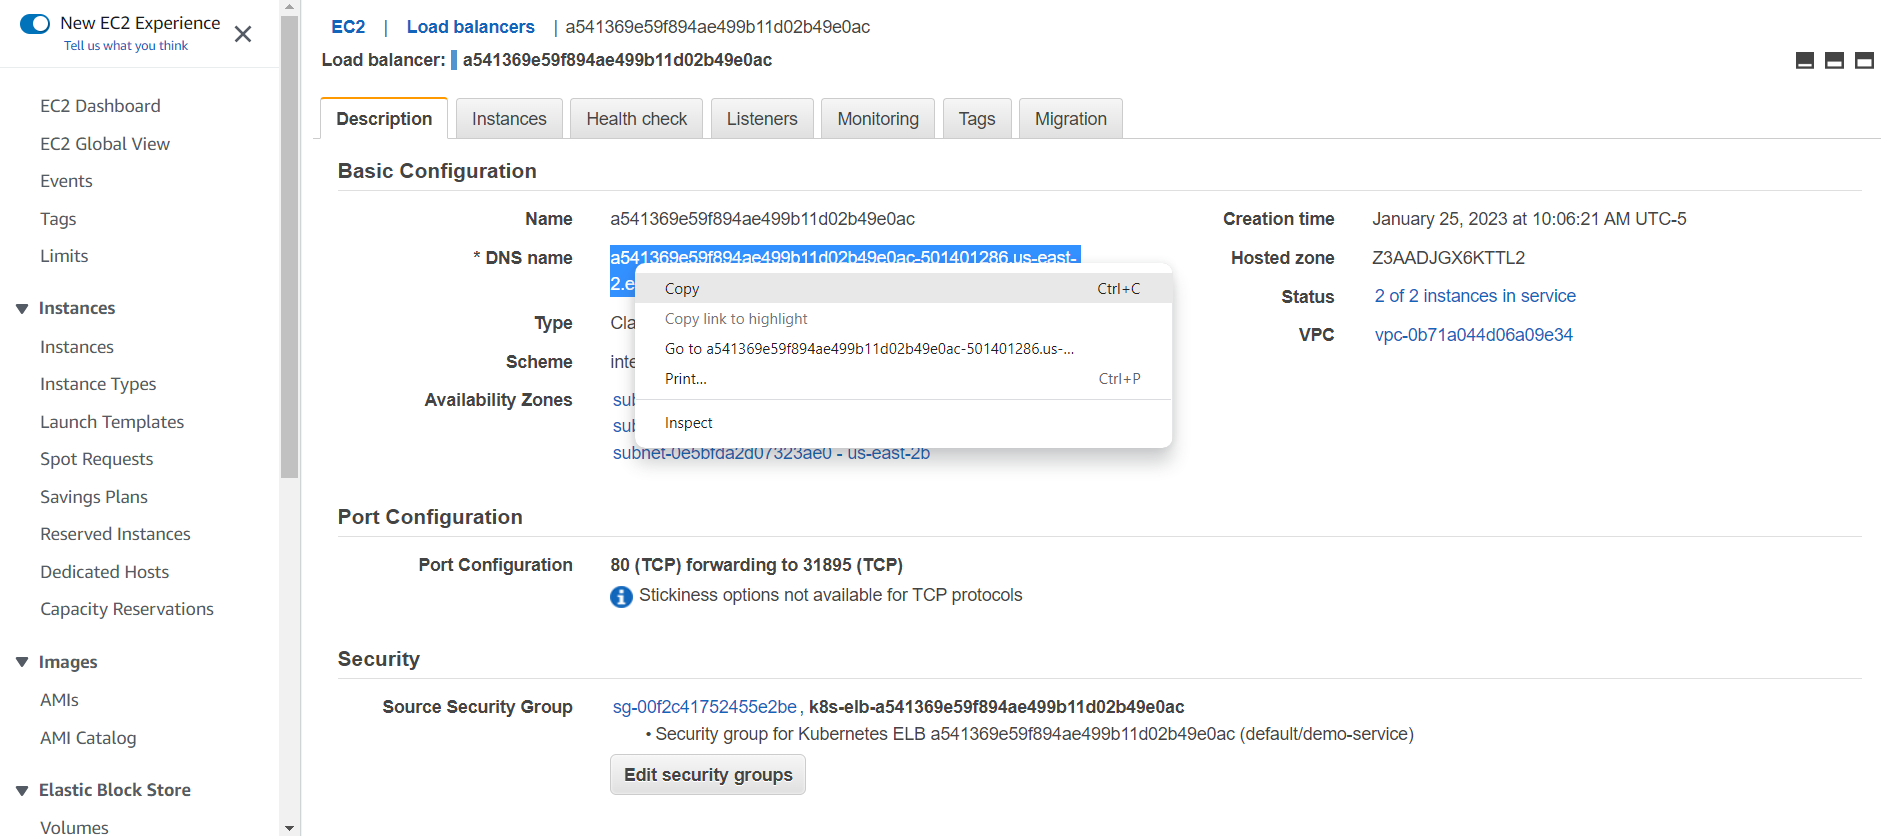 New EC2 Experience
Tell us what you think
EC2 Dashboard
EC2 Global View
Events
Tags
Limits
Instances
Instances
Instance Types
Launch Templates
Spot Requests
Savings Plans
Reserved Instances
Dedicated Hosts
Capacity Reservations
Images
AMIs
AMI Catalog
Elastic Block Store
Volumes
EC2 | Load balancers | a541369e59f894ae499b11d02b49e0ac
Load balancer: a541369e59f894ae499b11d02b49e0ac
Description Instances Health check Listeners Monitoring Tags Migration
Basic Configuration
Name a541369e59f894ae499b11d02b49e0ac
* DNS name a541369e59f894ae499b11d02b49e0ac-501401286.us-east-
2.e
Type Cla
Scheme inte
Availability Zones sub
sub
subnet-0e5bfda2d07323ae0 - us-east-2b
Copy Ctrl+C
Copy link to highlight
Go to a541369e59f894ae499b11d02b49e0ac-501401286.us-...
Print... Ctrl+P
Inspect
Creation time January 25, 2023 at 10:06:21 AM UTC-5
Hosted zone Z3AADJGX6KTTL2
Status 2 of 2 instances in service
VPC vpc-0b71a044d06a09e34
Port Configuration
Port Configuration 80 (TCP) forwarding to 31895 (TCP)
Stickiness options not available for TCP protocols
Security
Source Security Group sg-00f2c41752455e2be , k8s-elb-a541369e59f894ae499b11d02b49e0ac
• Security group for Kubernetes ELB a541369e59f894ae499b11d02b49e0ac (default/demo-service)
Edit security groups